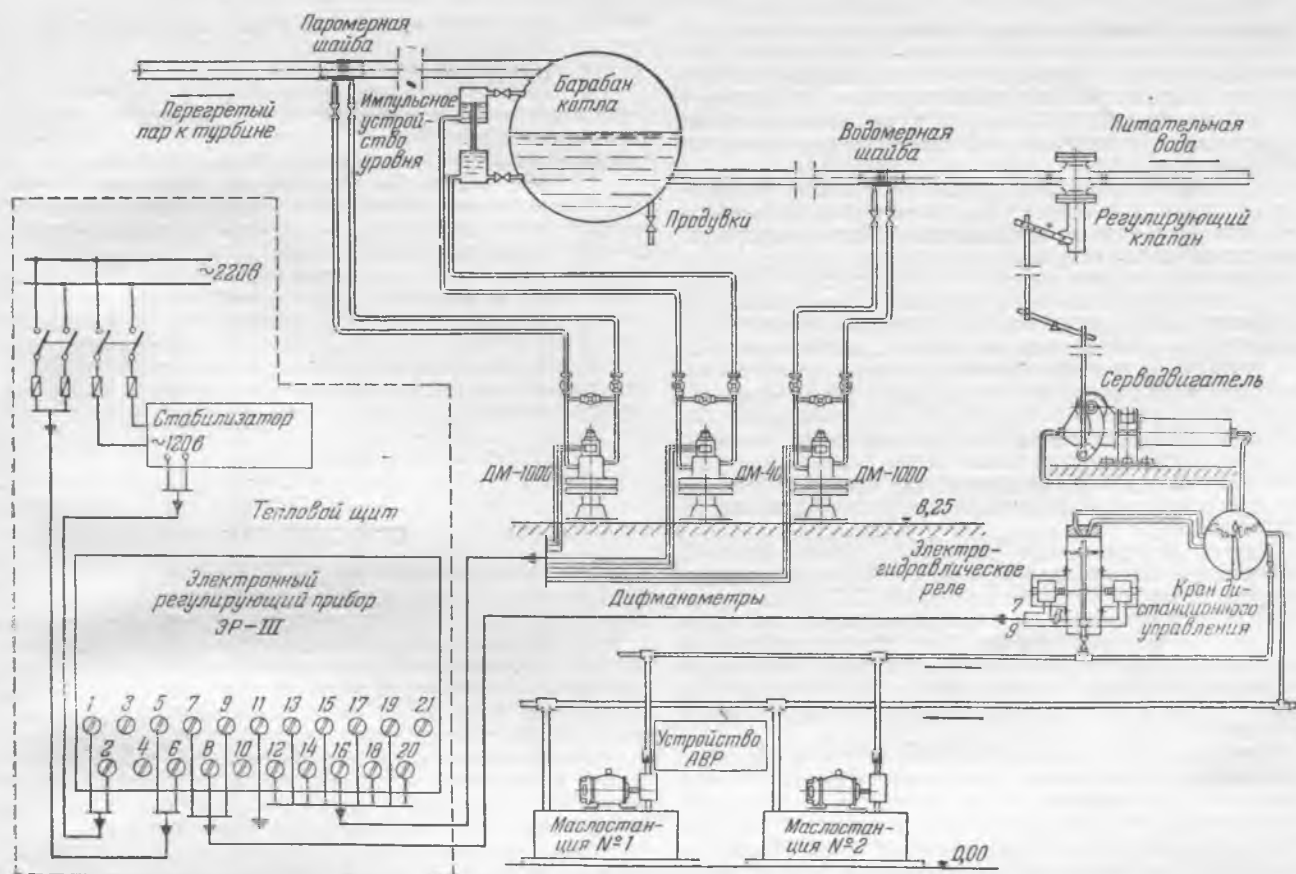 Паромерная
шайба
Перегретый
пар к турбине
Импульсное
устрой-
ство
уровня
Барабан
котла
Водомерная
шайба
Питательная
вода
Продувки
Регулирующий
клапан
~220в
Стабилизатор
~120в
Серводвигатель
ДМ-1000
ДМ-40
ДМ-1000
Тепловой щит
8,25
Электро-
гидравлическое
реле
Кран ди-
станционного
управления
Дифманометры
7
9
Электронный
регулирующий прибор
ЭР-III
1 3 5 7 9 11 13 15 17 19 21
2 4 6 8 10 12 14 16 18 20
Устройство
АВР
Маслостан-
ция №1
Маслостан-
ция №2
0,00